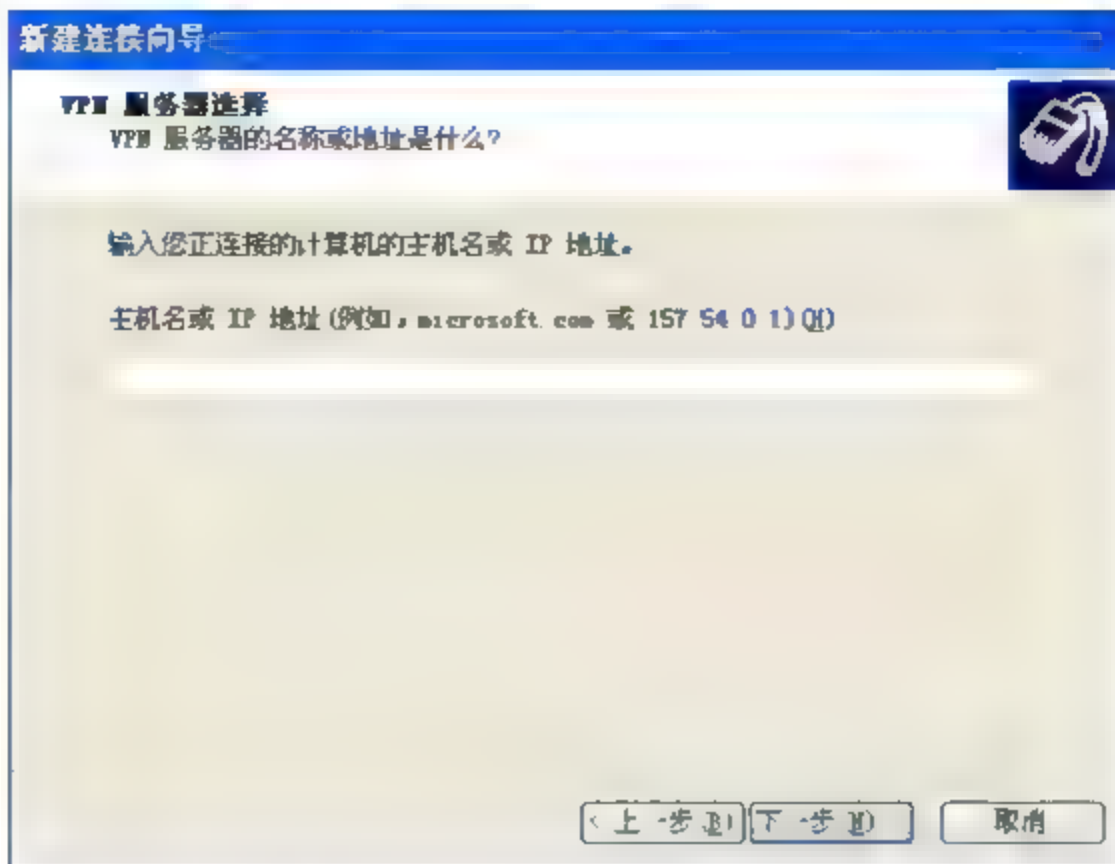 新建连接向导
VPN 服务器选择
VPN 服务器的名称或地址是什么?
输入您正连接的计算机的主机名或 IP 地址。
主机名或 IP 地址(例如，microsoft.com 或 157.54.0.1)(H)
< 上一步(B) 下一步(N) 取消